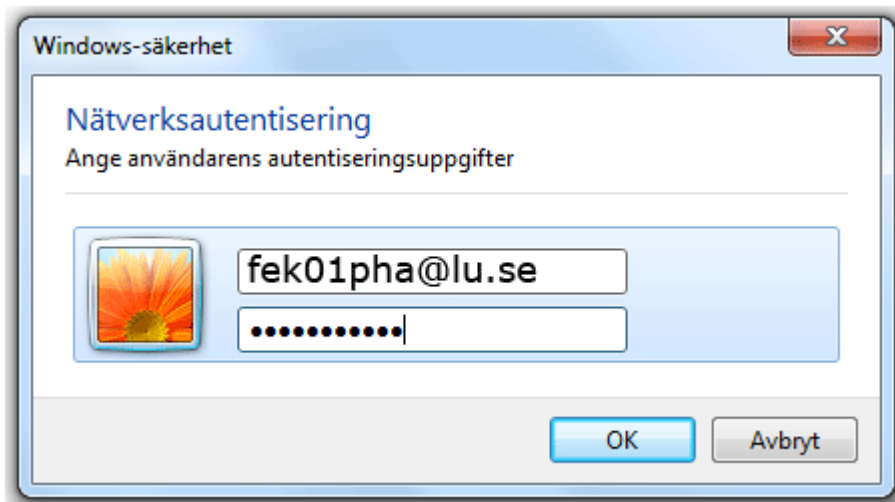 Windows-säkerhet
Nätverksautentisering
Ange användarens autentiseringsuppgifter
fek01pha@lu.se
•••••••••••
OK Avbryt